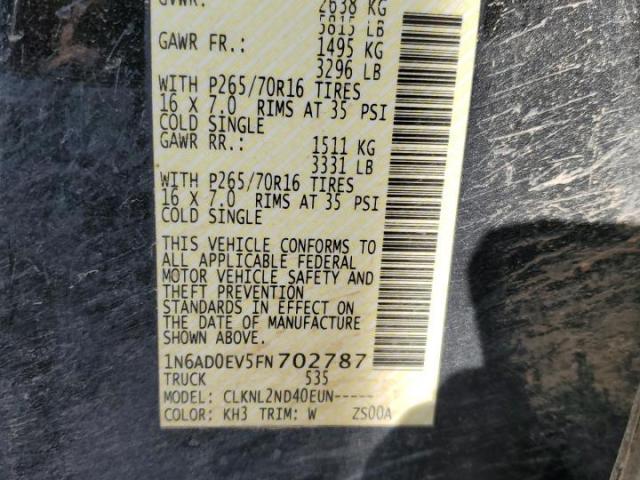 GVWR: 2638 KG
5815 LB
GAWR FR.: 1495 KG
3296 LB
WITH P265/70R16 TIRES
16 X 7.0 RIMS AT 35 PSI
COLD SINGLE
GAWR RR.: 1511 KG
3331 LB
WITH P265/70R16 TIRES
16 X 7.0 RIMS AT 35 PSI
COLD SINGLE
THIS VEHICLE CONFORMS TO
ALL APPLICABLE FEDERAL
MOTOR VEHICLE SAFETY AND
THEFT PREVENTION
STANDARDS IN EFFECT ON
THE DATE OF MANUFACTURE
SHOWN ABOVE.
1N6AD0EV5FN702787
TRUCK 535
MODEL: CLKNL2ND40EUN-----
COLOR: KH3 TRIM: W ZS00A